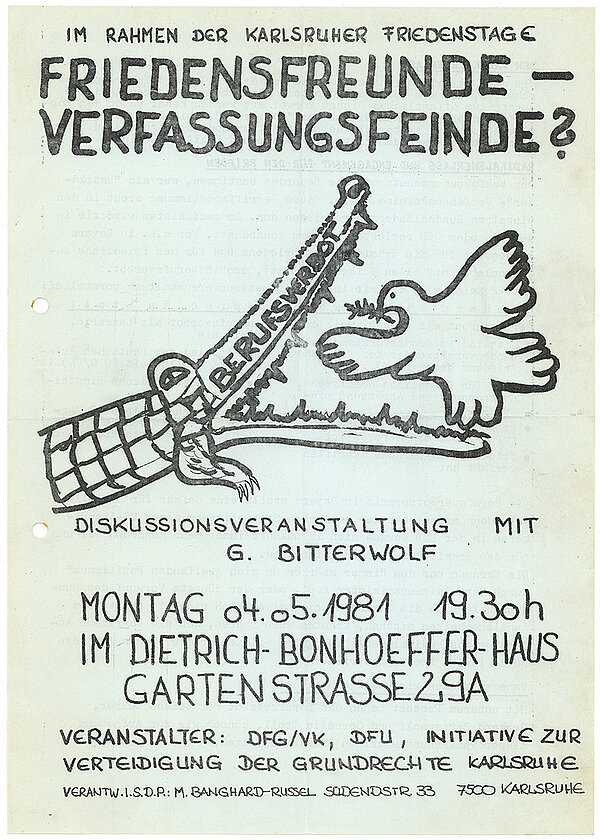 IM RAHMEN DER KARLSRUHER FRIEDENSTAGE
FRIEDENSFREUNDE –
VERFASSUNGSFEINDE?
BERUFSVERBOT
DISKUSSIONSVERANSTALTUNG MIT
G. BITTERWOLF
MONTAG 04.05.1981 19.30h
IM DIETRICH-BONHOEFFER-HAUS
GARTENSTRASSE 29A
VERANSTALTER: DFG/VK, DFU, INITIATIVE ZUR
VERTEIDIGUNG DER GRUNDRECHTE KARLSRUHE
VERANTW.I.S.D.P.: M. BANGHARD-RUSSEL SÜDENDSTR 33 7500 KARLSRUHE